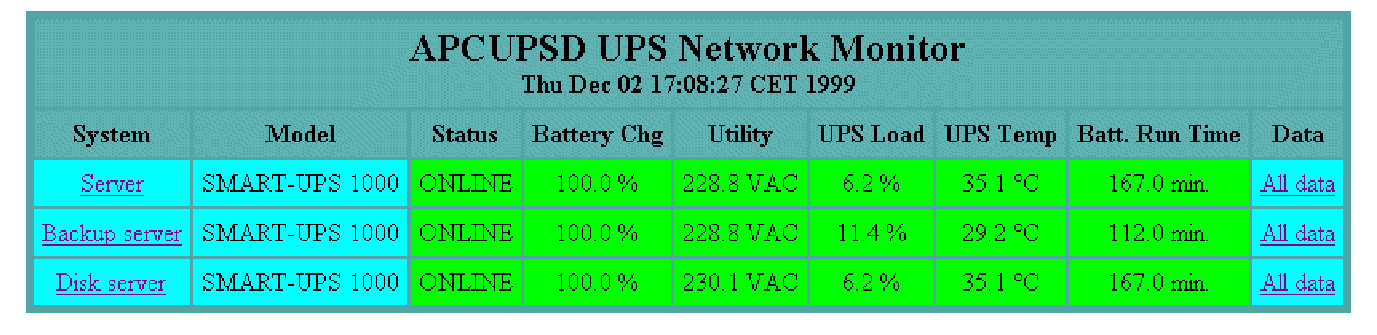 APCUPSD UPS Network Monitor
Thu Dec 02 17:08:27 CET 1999
System Model Status Battery Chg Utility UPS Load UPS Temp Batt. Run Time Data
Server SMART-UPS 1000 ONLINE 100.0 % 228.8 VAC 6.2 % 35.1 °C 167.0 min. All data
Backup server SMART-UPS 1000 ONLINE 100.0 % 228.8 VAC 11.4 % 29.2 °C 112.0 min. All data
Disk server SMART-UPS 1000 ONLINE 100.0 % 230.1 VAC 6.2 % 35.1 °C 167.0 min. All data